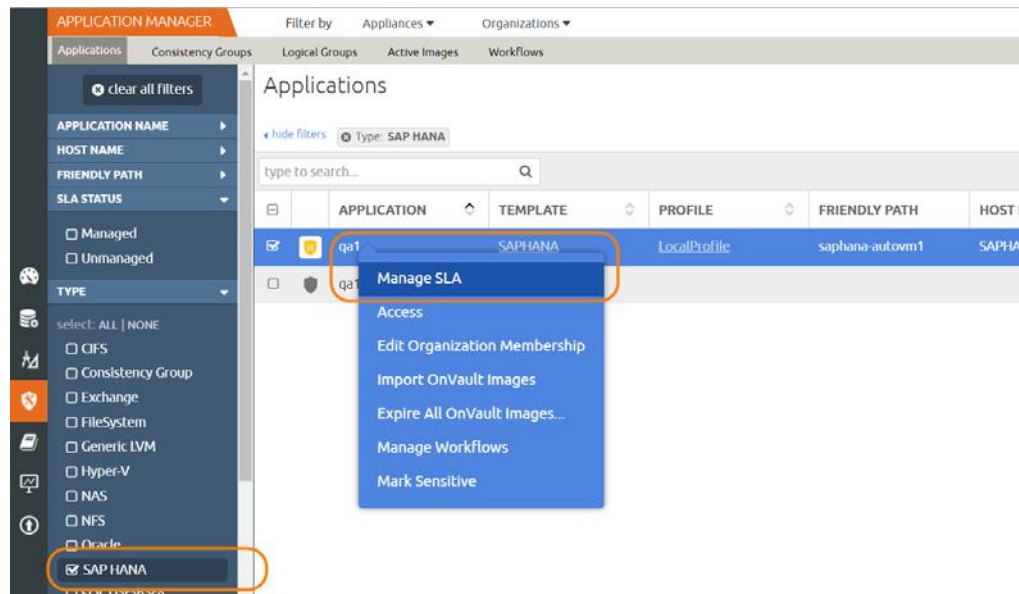 APPLICATION MANAGER
Filter by Appliances Organizations
Applications Consistency Groups Logical Groups Active Images Workflows
clear all filters
APPLICATION NAME
HOST NAME
FRIENDLY PATH
SLA STATUS
Managed
Unmanaged
TYPE
select: ALL | NONE
CIFS
Consistency Group
Exchange
FileSystem
Generic LVM
Hyper-V
NAS
NFS
Oracle
SAP HANA
Applications
hide filters Type: SAP HANA
type to search...
APPLICATION TEMPLATE PROFILE FRIENDLY PATH HOST
qa1 SAPHANA LocalProfile saphana-autovm1 SAPHA
qa1
Manage SLA
Access
Edit Organization Membership
Import OnVault Images
Expire All OnVault Images...
Manage Workflows
Mark Sensitive